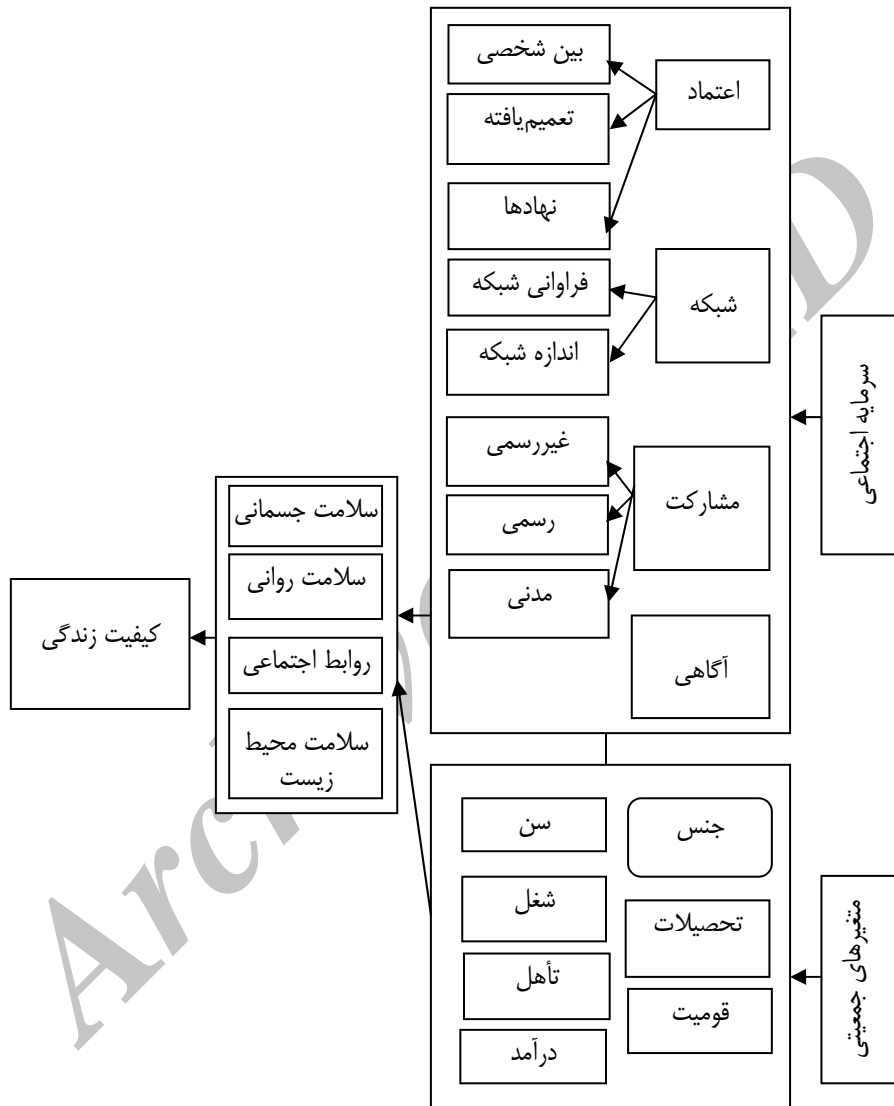 سرمایه اجتماعی
اعتماد
بین شخصی
تعمیم‌یافته
نهادها
شبکه
فراوانی شبکه
اندازه شبکه
مشارکت
غیررسمی
رسمی
مدنی
آگاهی
متغیرهای جمعیتی
جنس
سن
تحصیلات
شغل
قومیت
تأهل
درآمد
سلامت جسمانی
سلامت روانی
روابط اجتماعی
سلامت محیط
زیست
کیفیت زندگی